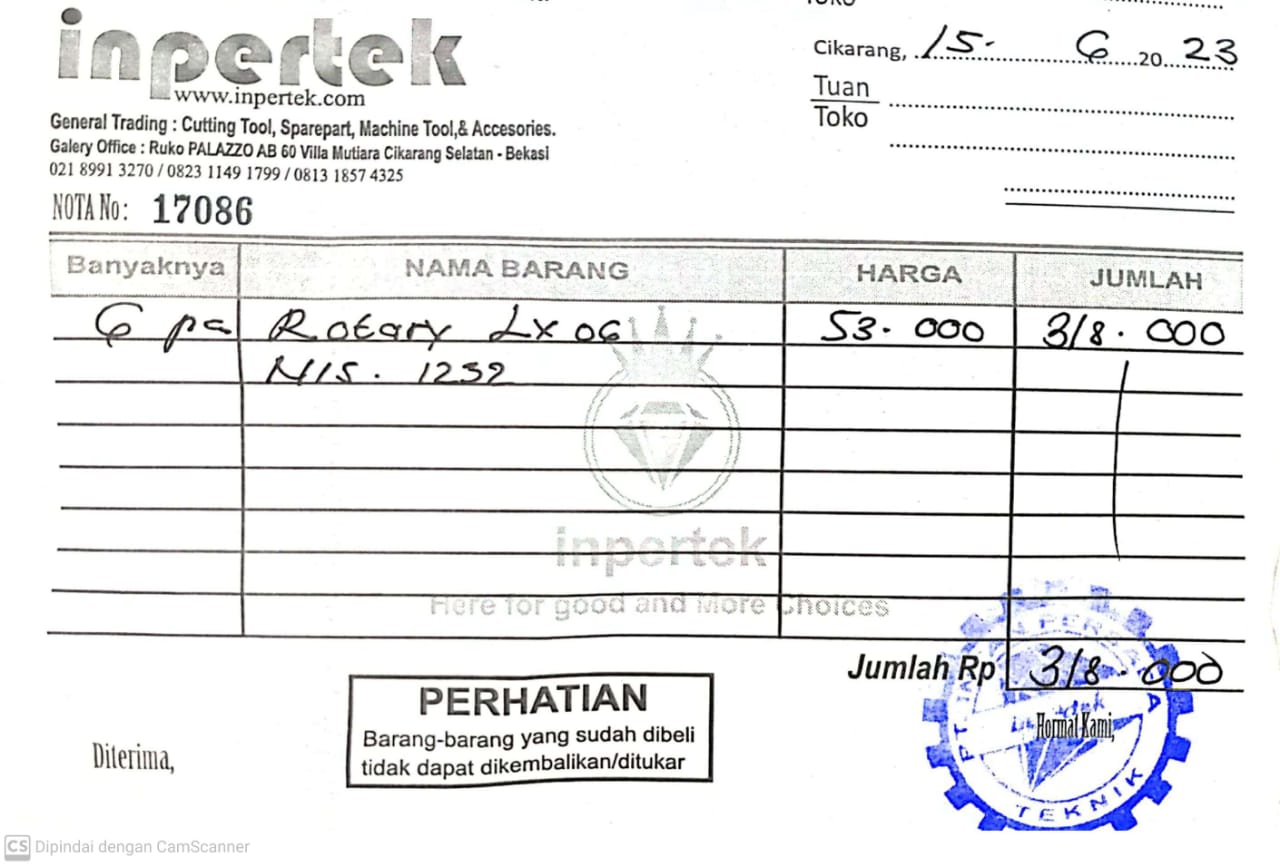 inpertek
www.inpertek.com
General Trading : Cutting Tool, Sparepart, Machine Tool,& Accesories.
Galery Office : Ruko PALAZZO AB 60 Villa Mutiara Cikarang Selatan - Bekasi
021 8991 3270 / 0823 1149 1799 / 0813 1857 4325
NOTA No : 17086
Cikarang, 15. 6 20 23
Tuan
Toko
Banyaknya NAMA BARANG HARGA JUMLAH
6 pc Rotary Lx 06 53. 000 318. 000
N15. 1232
inpertek
Here for good and More Choices
Jumlah Rp 318. 000
PERHATIAN
Barang-barang yang sudah dibeli
tidak dapat dikembalikan/ditukar
Diterima,
Hormat Kami,
PT
TEKNIK
CS Dipindai dengan CamScanner